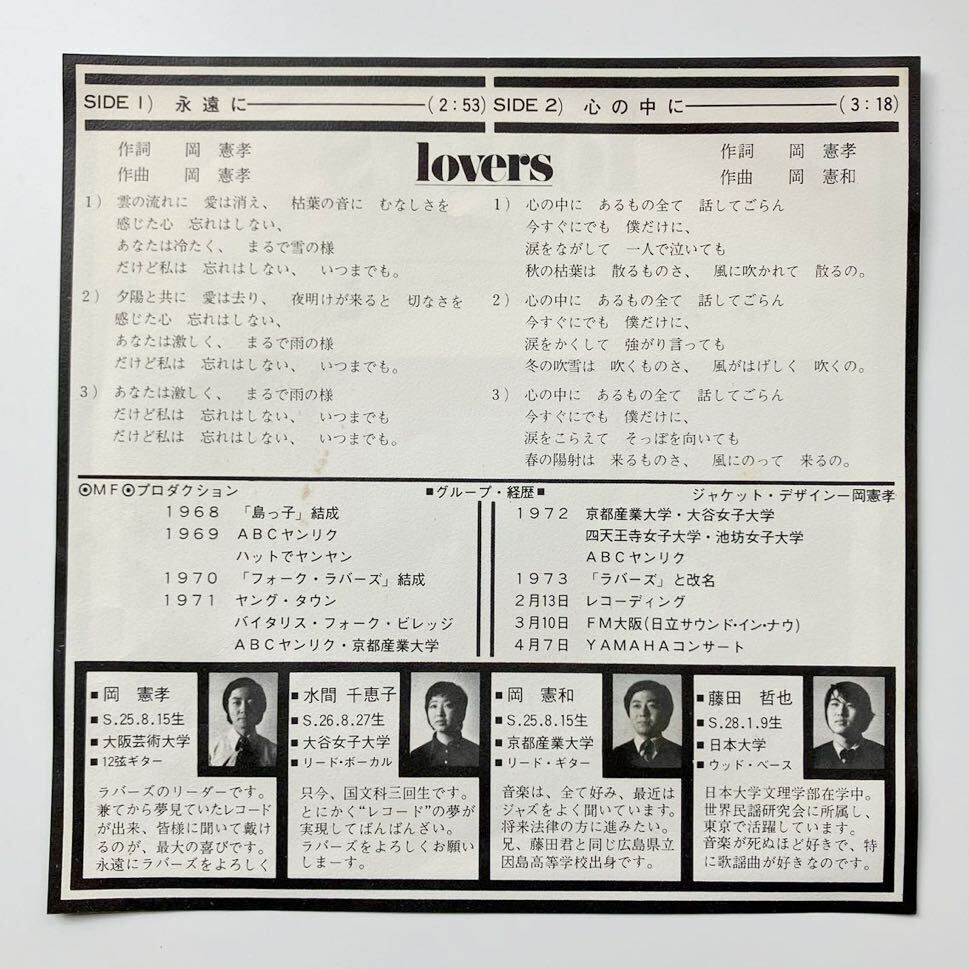 SIDE 1) 永遠に――――(2:53)
SIDE 2) 心の中に――――(3:18)
lovers
作詞 岡 憲孝
作曲 岡 憲孝
1) 雲の流れに 愛は消え、 枯葉の音に むなしさを
感じた心 忘れはしない、
あなたは冷たく、 まるで雪の様
だけど私は 忘れはしない、 いつまでも。
2) 夕陽と共に 愛は去り、 夜明けが来ると 切なさを
感じた心 忘れはしない、
あなたは激しく、 まるで雨の様
だけど私は 忘れはしない、 いつまでも。
3) あなたは激しく、 まるで雨の様
だけど私は 忘れはしない、 いつまでも
だけど私は 忘れはしない、 いつまでも。
作詞 岡 憲孝
作曲 岡 憲和
1) 心の中に あるもの全て 話してごらん
今すぐにでも 僕だけに、
涙をながして 一人で泣いても
秋の枯葉は 散るものさ、 風に吹かれて 散るの。
2) 心の中に あるもの全て 話してごらん
今すぐにでも 僕だけに、
涙をかくして 強がり言っても
冬の吹雪は 吹くものさ、 風がはげしく 吹くの。
3) 心の中に あるもの全て 話してごらん
今すぐにでも 僕だけに、
涙をこらえて そっぽを向いても
春の陽射は 来るものさ、 風にのって 来るの。
⦿MF⦿プロダクション
■グループ・経歴■
ジャケット・デザイン―岡憲孝
1968 「島っ子」結成
1969 ABCヤンリク
ハットでヤンヤン
1970 「フォーク・ラバーズ」結成
1971 ヤング・タウン
バイタリス・フォーク・ビレッジ
ABCヤンリク・京都産業大学
1972 京都産業大学・大谷女子大学
四天王寺女子大学・池坊女子大学
ABCヤンリク
1973 「ラバーズ」と改名
2月13日 レコーディング
3月10日 FM大阪(日立サウンド・イン・ナウ)
4月7日 YAMAHAコンサート
■岡 憲孝
■S.25.8.15生
■大阪芸術大学
■12弦ギター
ラバーズのリーダーです。
兼てから夢見ていたレコード
が出来、皆様に聞いて戴け
るのが、最大の喜びです。
永遠にラバーズをよろしく
■水間 千恵子
■S.26.8.27生
■大谷女子大学
■リード・ボーカル
只今、国文科三回生です。
とにかく"レコード"の夢が
実現してばんばんざい。
ラバーズをよろしくお願い
しまーす。
■岡 憲和
■S.25.8.15生
■京都産業大学
■リード・ギター
音楽は、全て好み、最近は
ジャズをよく聞いています。
将来法律の方に進みたい。
兄、藤田君と同じ広島県立
因島高等学校出身です。
■藤田 哲也
■S.28.1.9生
■日本大学
■ウッド・ベース
日本大学文理学部在学中。
世界民謡研究会に所属し、
東京で活躍しています。
音楽が死ぬほど好きで、特
に歌謡曲が好きなのです。